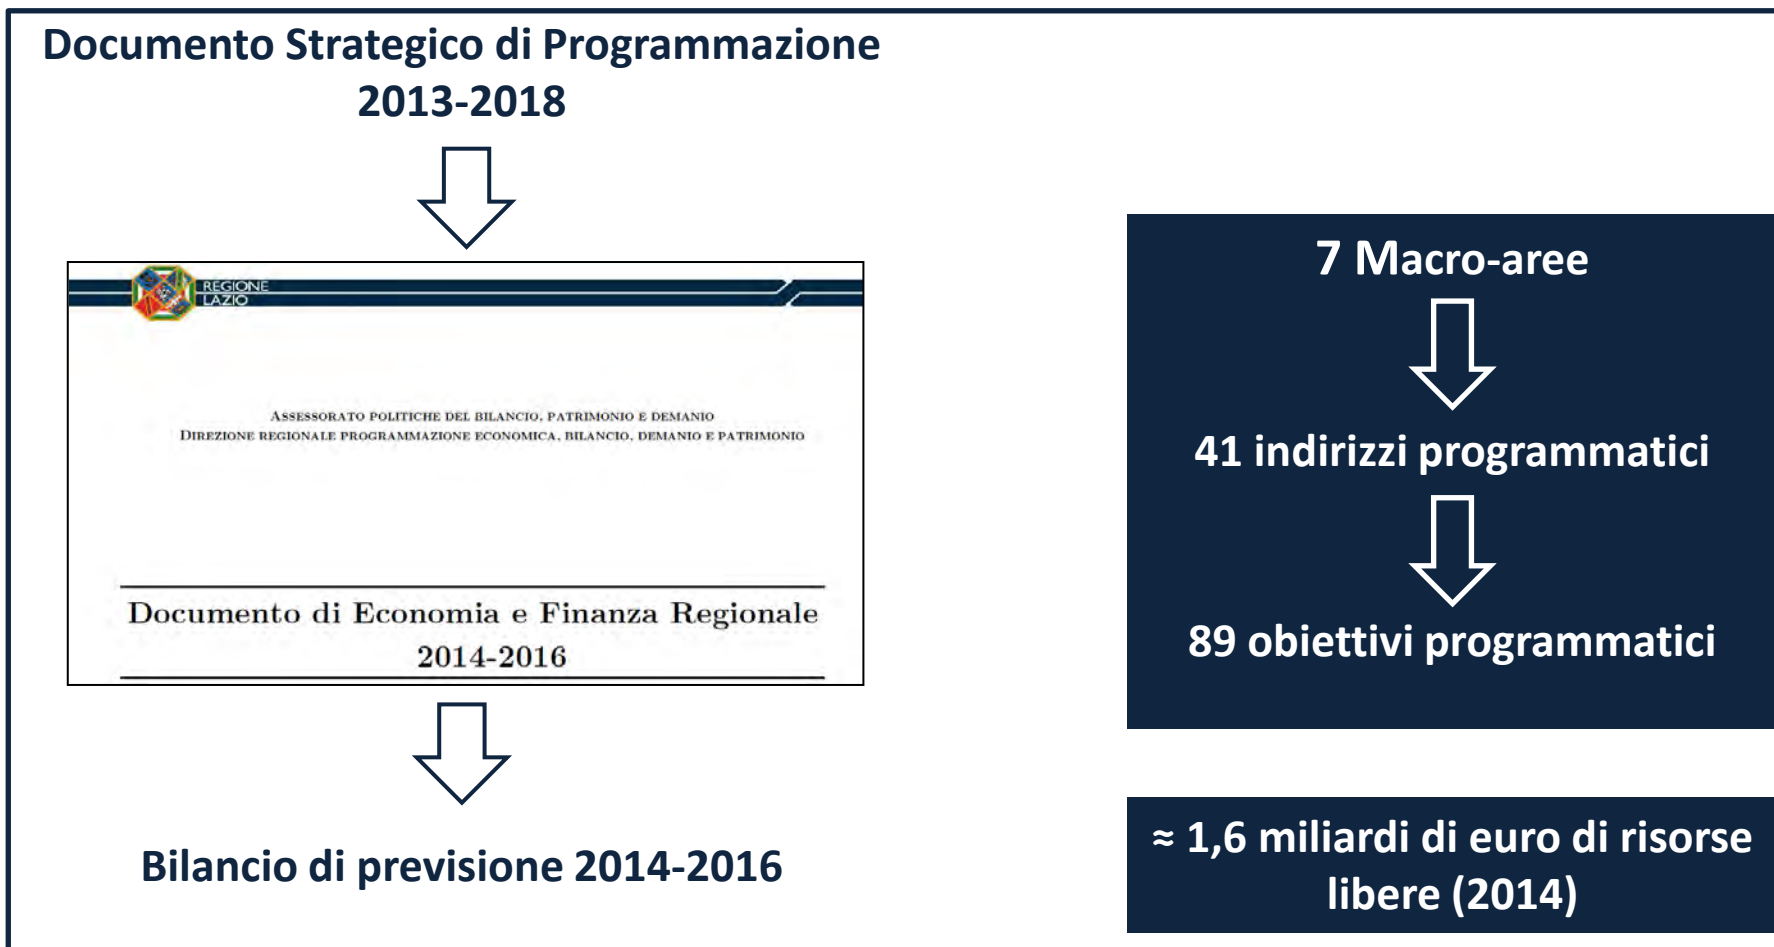 Documento Strategico di Programmazione
2013-2018
REGIONE
LAZIO
ASSESSORATO POLITICHE DEL BILANCIO, PATRIMONIO E DEMANIO
DIREZIONE REGIONALE PROGRAMMAZIONE ECONOMICA, BILANCIO, DEMANIO E PATRIMONIO
Documento di Economia e Finanza Regionale
2014-2016
Bilancio di previsione 2014-2016
7 Macro-aree
41 indirizzi programmatici
89 obiettivi programmatici
≈ 1,6 miliardi di euro di risorse
libere (2014)